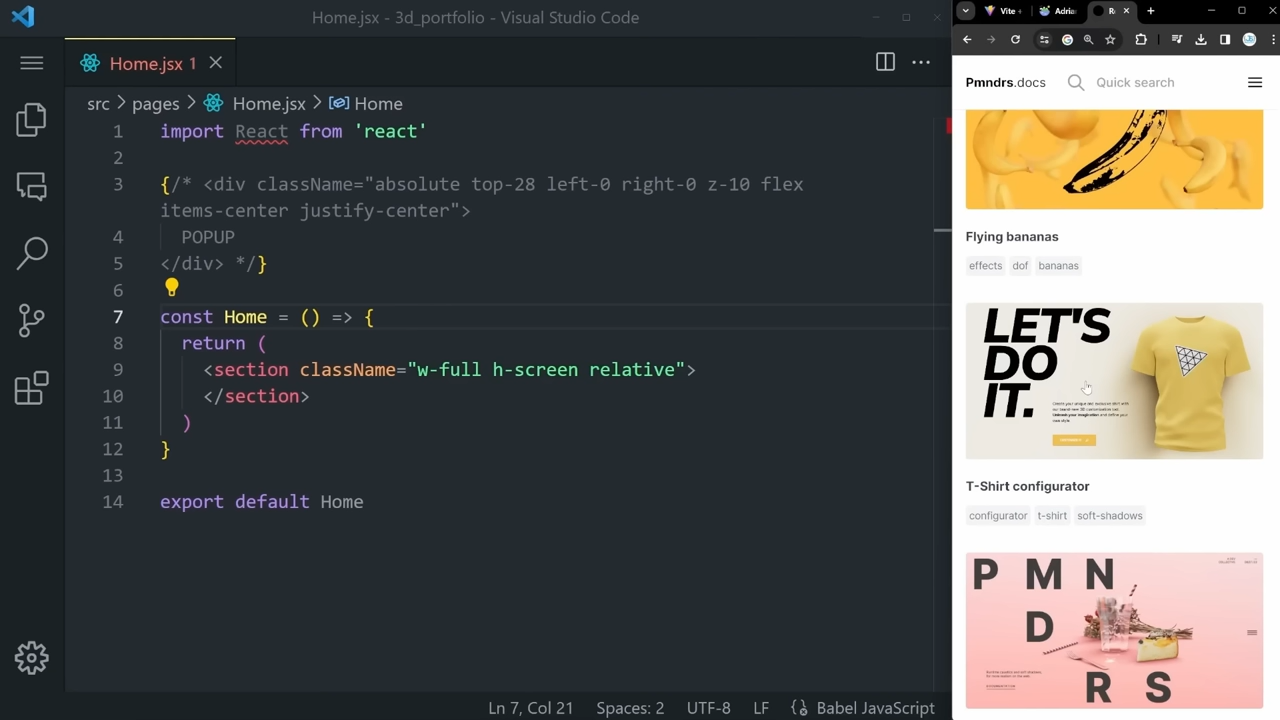 Home.jsx - 3d_portfolio - Visual Studio Code
Home.jsx 1
src > pages > Home.jsx > Home
1 import React from 'react'
2
3 {/* <div className="absolute top-28 left-0 right-0 z-10 flex
items-center justify-center">
4 POPUP
5 </div> */}
6
7 const Home = () => {
8 return (
9 <section className="w-full h-screen relative">
10 </section>
11 )
12 }
13
14 export default Home
Ln 7, Col 21 Spaces: 2 UTF-8 LF Babel JavaScript
Vite +
Adria
Pmndrs.docs
Quick search
Flying bananas
effects dof bananas
LET'S
DO
IT.
T-Shirt configurator
configurator t-shirt soft-shadows
P M N
D
R S